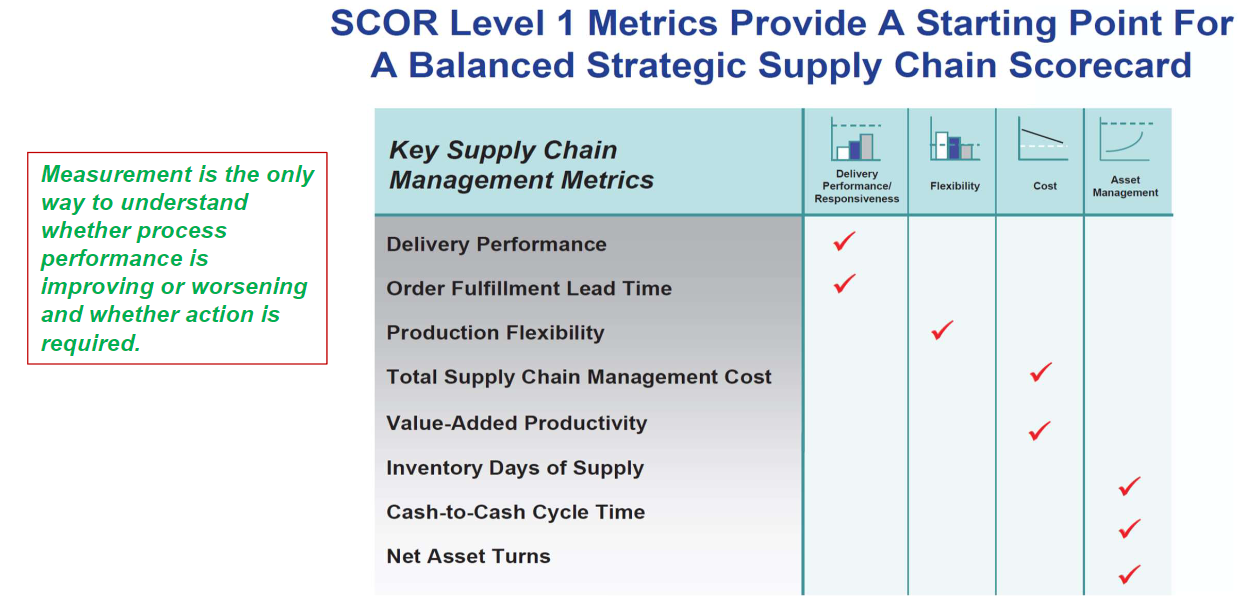 SCOR Level 1 Metrics Provide A Starting Point For
A Balanced Strategic Supply Chain Scorecard
Measurement is the only
way to understand
whether process
performance is
improving or worsening
and whether action is
required.
Key Supply Chain
Management Metrics
Delivery
Performance/
Responsiveness
Flexibility
Cost
Asset
Management
Delivery Performance
Order Fulfillment Lead Time
Production Flexibility
Total Supply Chain Management Cost
Value-Added Productivity
Inventory Days of Supply
Cash-to-Cash Cycle Time
Net Asset Turns